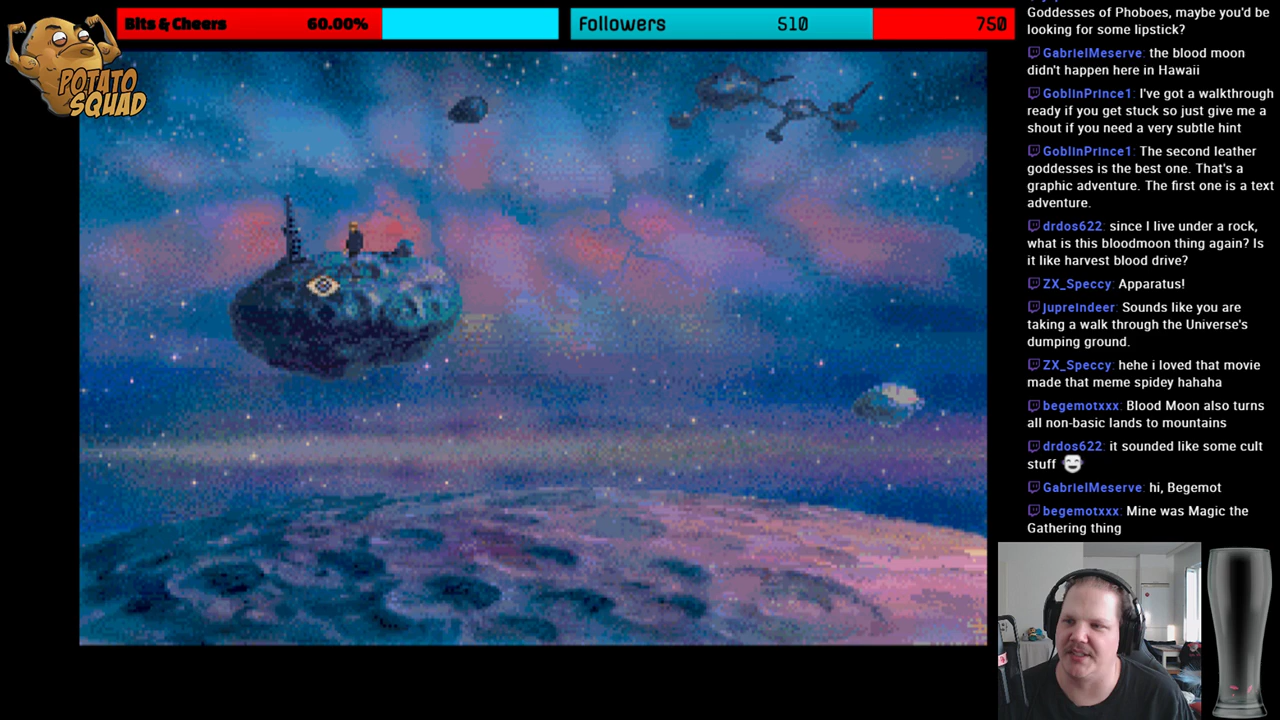 Bits & Cheers 60.00%
Followers 510 750
POTATO
SQUAD
Goddesses of Phoboes, maybe you'd be
looking for some lipstick?
GabrielMeserve: the blood moon
didn't happen here in Hawaii
GoblinPrince1: I've got a walkthrough
ready if you get stuck so just give me a
shout if you need a very subtle hint
GoblinPrince1: The second leather
goddesses is the best one. That's a
graphic adventure. The first one is a text
adventure.
drdos622: since I live under a rock,
what is this bloodmoon thing again? Is
it like harvest blood drive?
ZX_Speccy: Apparatus!
jupreIndeer: Sounds like you are
taking a walk through the Universe's
dumping ground.
ZX_Speccy: hehe i loved that movie
made that meme spidey hahaha
begemotxxx: Blood Moon also turns
all non-basic lands to mountains
drdos622: it sounded like some cult
stuff
GabrielMeserve: hi, Begemot
begemotxxx: Mine was Magic the
Gathering thing